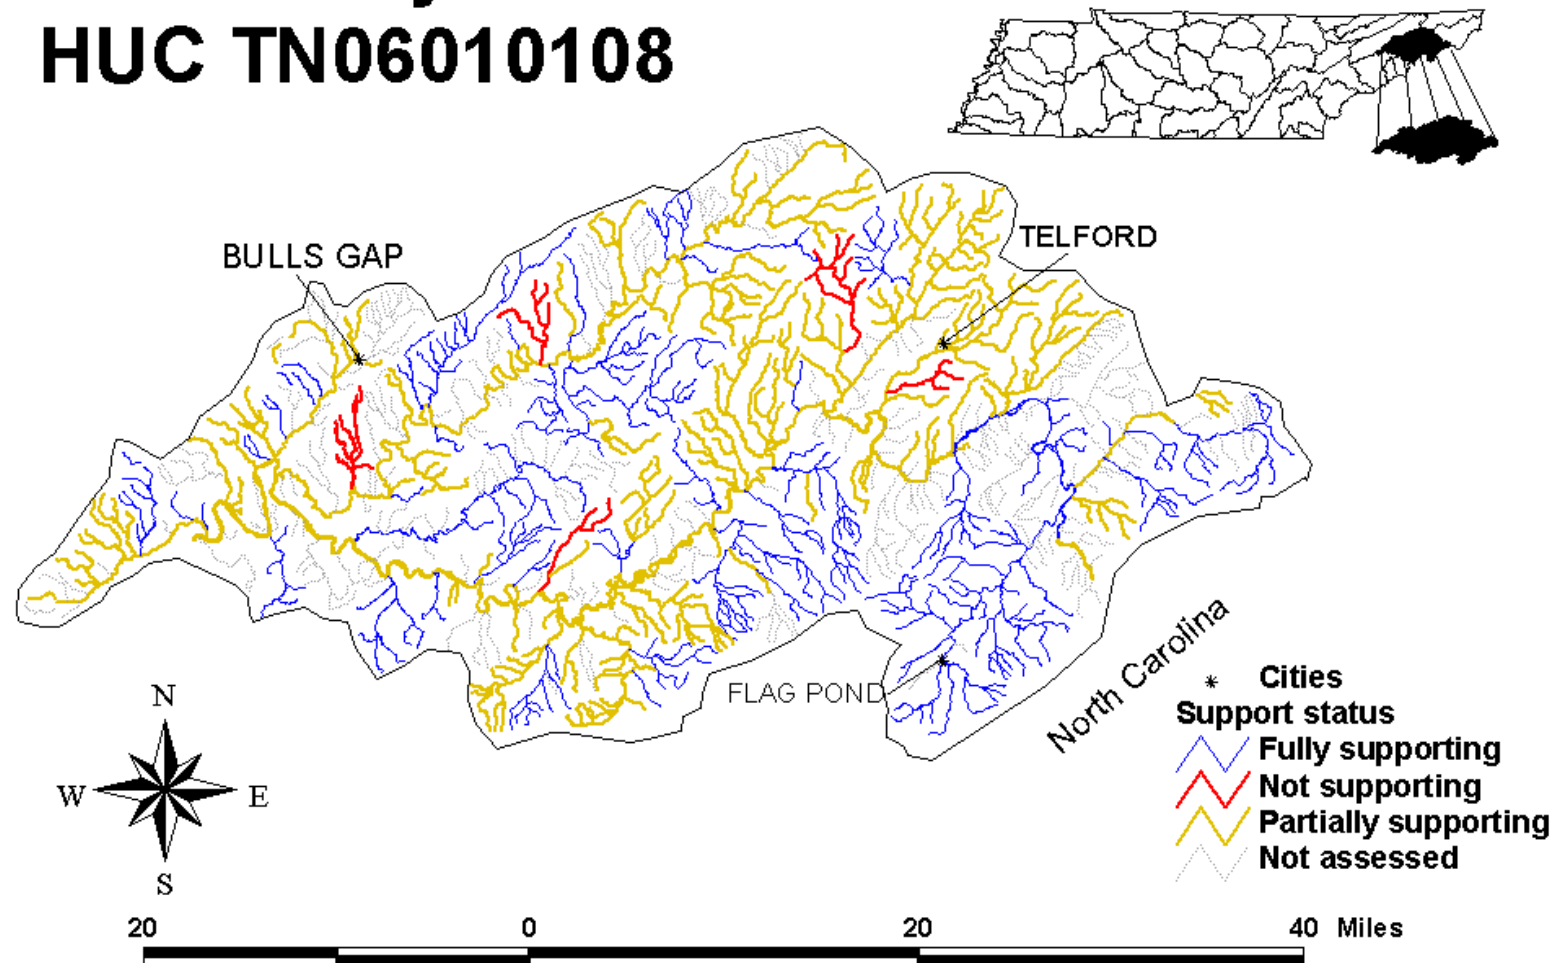 HUC TN06010108
BULLS GAP
TELFORD
FLAG POND
North Carolina
N
W E
S
Cities
Support status
Fully supporting
Not supporting
Partially supporting
Not assessed
20 0 20 40 Miles